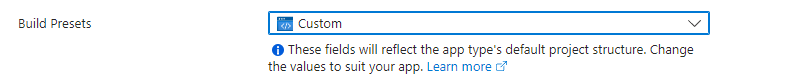 Build Presets
Custom
These fields will reflect the app type's default project structure. Change
the values to suit your app. Learn more